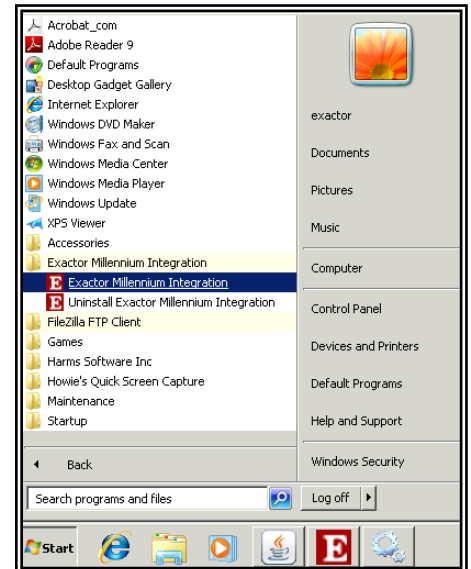 Acrobat_com
Adobe Reader 9
Default Programs
Desktop Gadget Gallery
Internet Explorer
Windows DVD Maker
Windows Fax and Scan
Windows Media Center
Windows Media Player
Windows Update
XPS Viewer
Accessories
Exactor Millennium Integration
E Exactor Millennium Integration
E Uninstall Exactor Millennium Integration
FileZilla FTP Client
Games
Harms Software Inc
Howie's Quick Screen Capture
Maintenance
Startup
Back
Search programs and files
exactor
Documents
Pictures
Music
Computer
Control Panel
Devices and Printers
Default Programs
Help and Support
Windows Security
Log off
Start
E